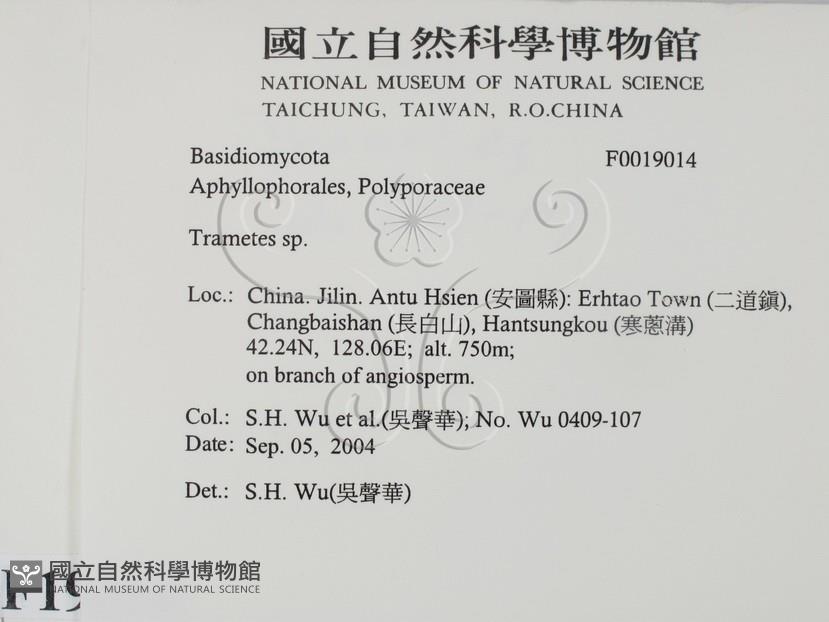 國立自然科學博物館
NATIONAL MUSEUM OF NATURAL SCIENCE
TAICHUNG, TAIWAN, R.O.CHINA
Basidiomycota F0019014
Aphyllophorales, Polyporaceae
Trametes sp.
Loc.: China. Jilin. Antu Hsien (安圖縣): Erhtao Town (二道鎮),
Changbaishan (長白山), Hantsungkou (寒蔥溝)
42.24N, 128.06E; alt. 750m;
on branch of angiosperm.
Col.: S.H. Wu et al.(吳聲華); No. Wu 0409-107
Date: Sep. 05, 2004
Det.: S.H. Wu(吳聲華)
國立自然科學博物館
NATIONAL MUSEUM OF NATURAL SCIENCE